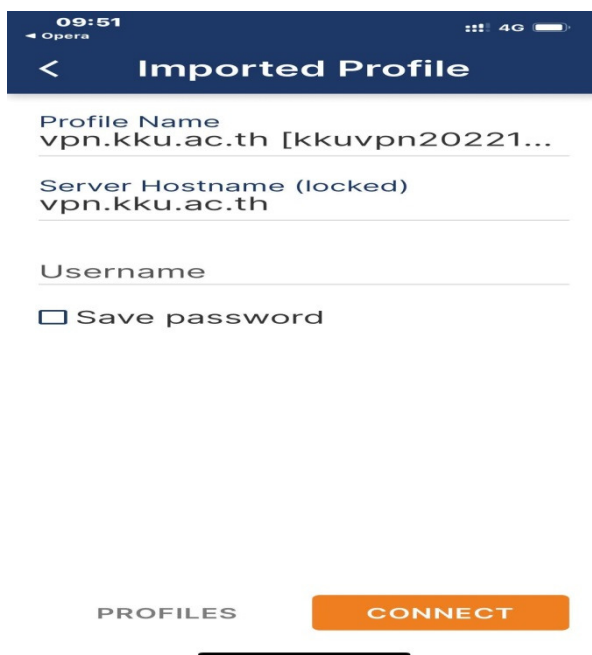 09:51
◄ Opera
4G
< Imported Profile
Profile Name
vpn.kku.ac.th [kkuvpn20221...
Server Hostname (locked)
vpn.kku.ac.th
Username
Save password
PROFILES
CONNECT